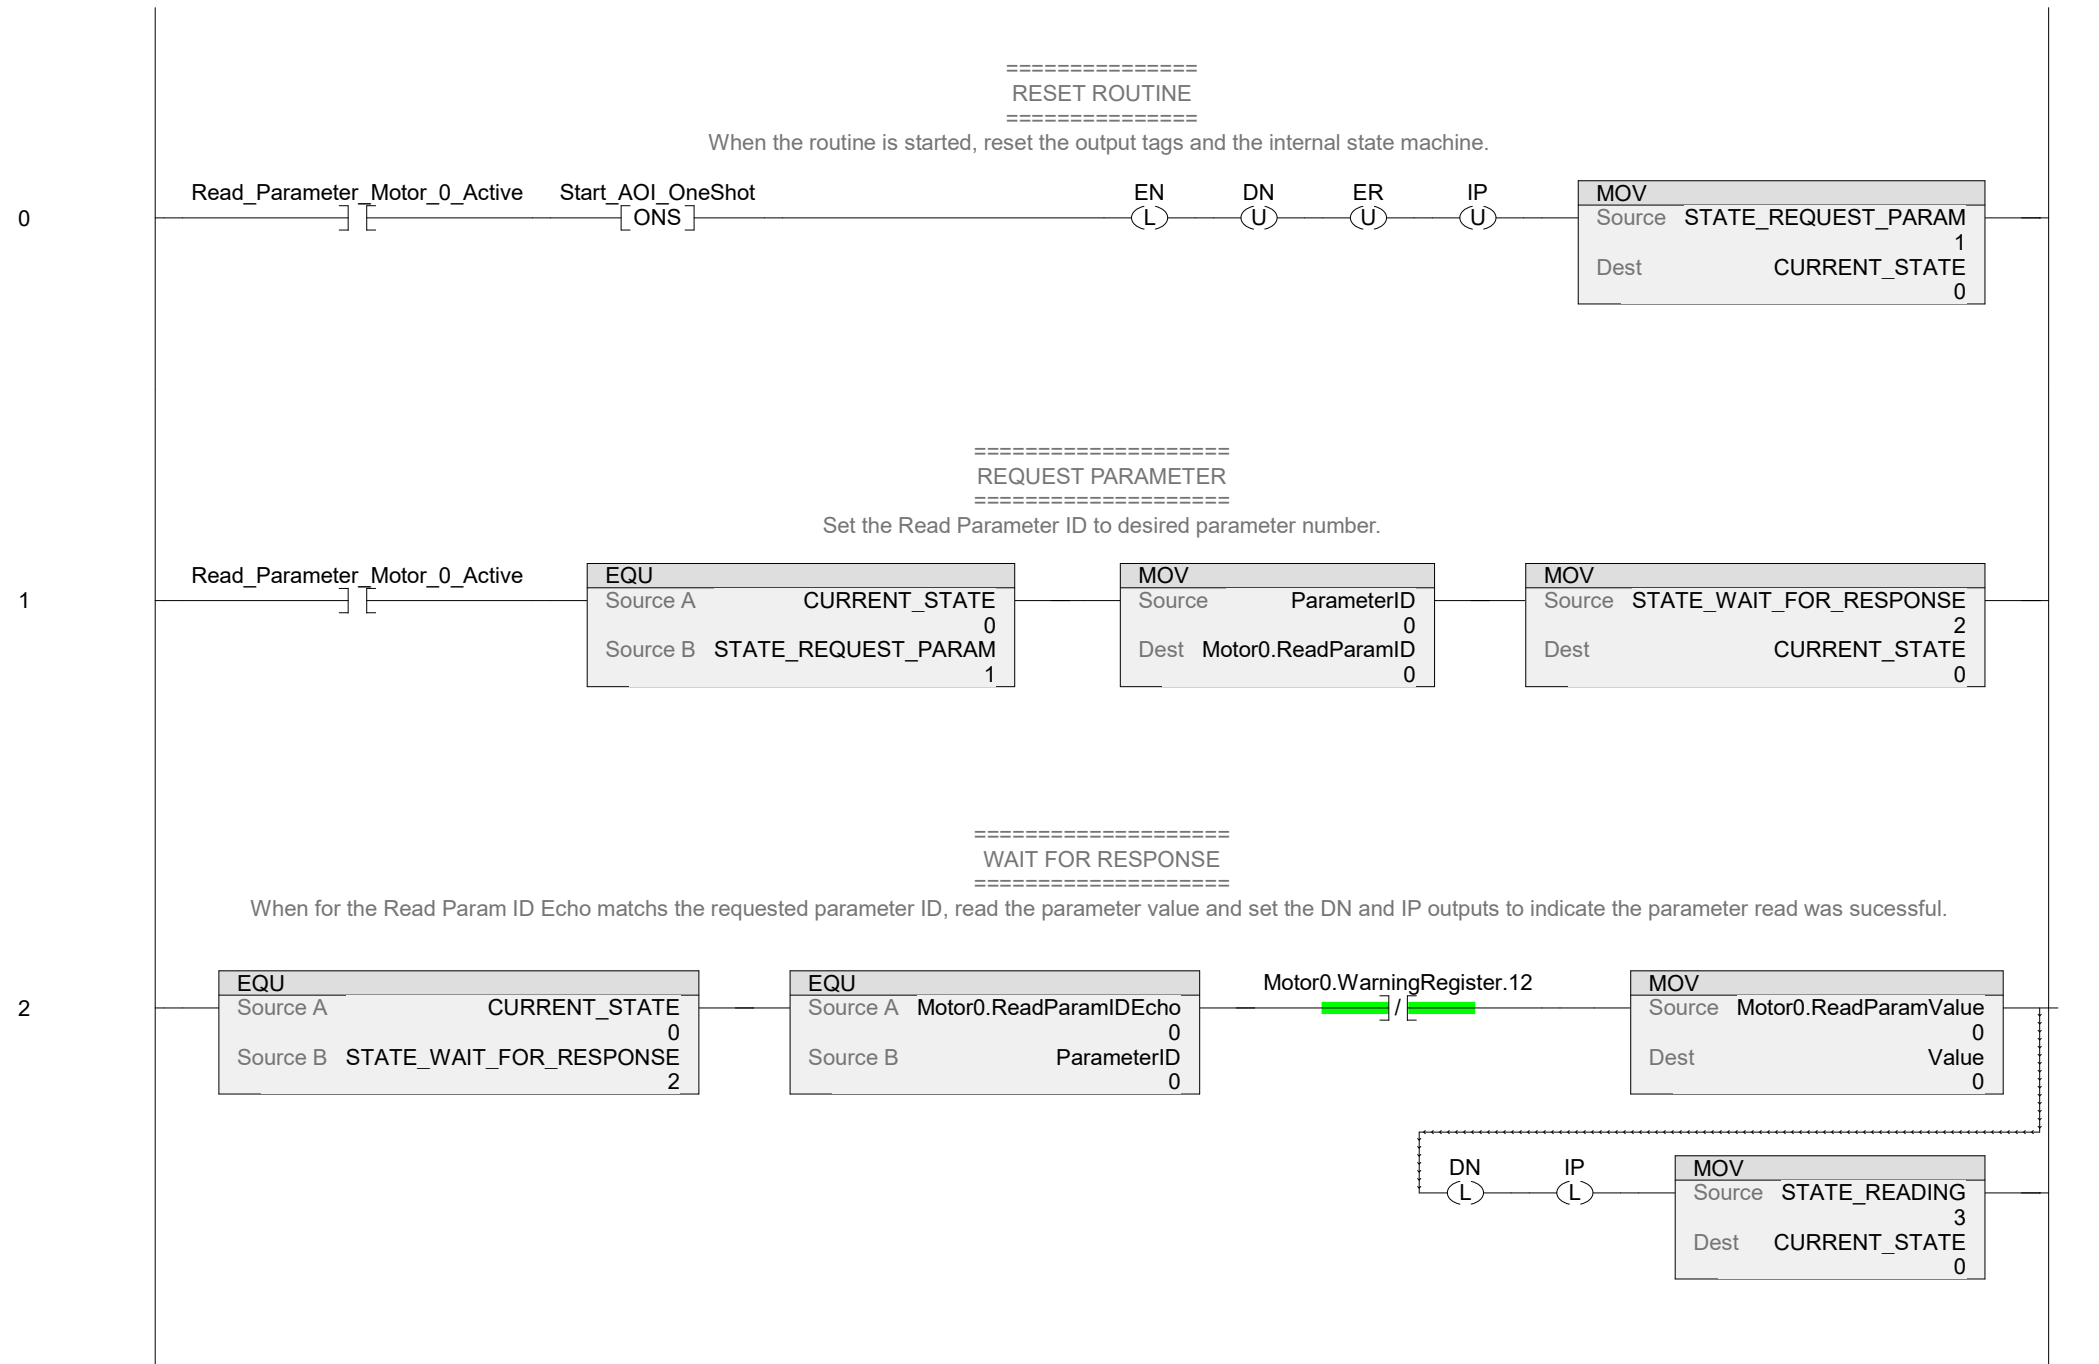 ===============
RESET ROUTINE
===============
When the routine is started, reset the output tags and the internal state machine.
0
Read_Parameter_Motor_0_Active
Start_AOI_OneShot
ONS
EN
L
DN
U
ER
U
IP
U
MOV
Source STATE_REQUEST_PARAM
1
Dest CURRENT_STATE
0
====================
REQUEST PARAMETER
====================
Set the Read Parameter ID to desired parameter number.
1
Read_Parameter_Motor_0_Active
EQU
Source A CURRENT_STATE
0
Source B STATE_REQUEST_PARAM
1
MOV
Source ParameterID
0
Dest Motor0.ReadParamID
0
MOV
Source STATE_WAIT_FOR_RESPONSE
2
Dest CURRENT_STATE
0
====================
WAIT FOR RESPONSE
====================
When for the Read Param ID Echo matchs the requested parameter ID, read the parameter value and set the DN and IP outputs to indicate the parameter read was sucessful.
2
EQU
Source A CURRENT_STATE
0
Source B STATE_WAIT_FOR_RESPONSE
2
EQU
Source A Motor0.ReadParamIDEcho
0
Source B ParameterID
0
Motor0.WarningRegister.12
/
MOV
Source Motor0.ReadParamValue
0
Dest Value
0
DN
L
IP
L
MOV
Source STATE_READING
3
Dest CURRENT_STATE
0